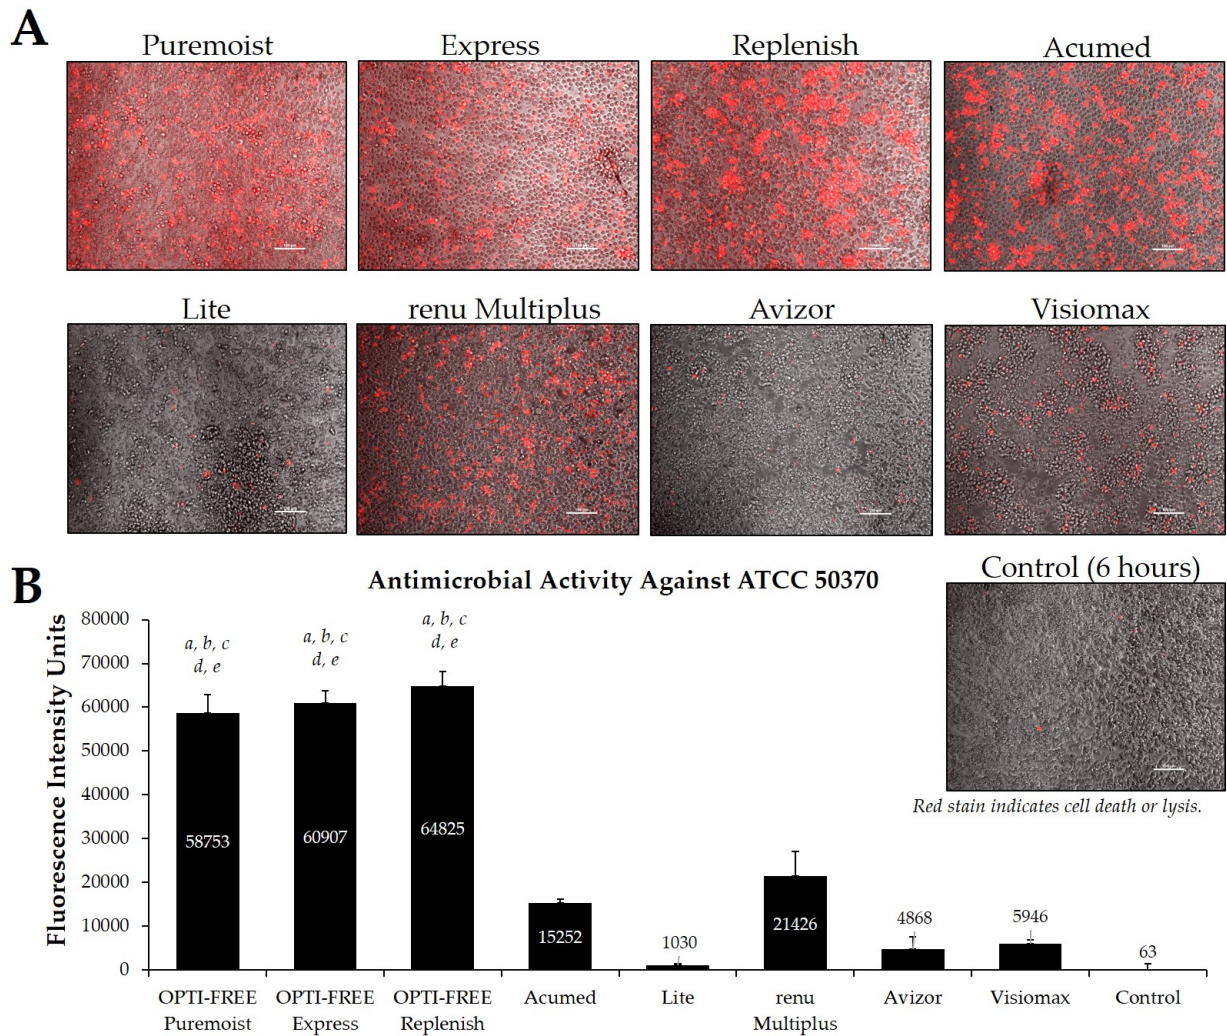 A
Puremoist
Express
Replenish
Acumed
Lite
renu Multiplus
Avizor
Visiomax
B
Antimicrobial Activity Against ATCC 50370
Control (6 hours)
Red stain indicates cell death or lysis.
Fluorescence Intensity Units
80000
70000
60000
50000
40000
30000
20000
10000
0
a, b, c
d, e
a, b, c
d, e
a, b, c
d, e
58753
60907
64825
15252
1030
21426
4868
5946
63
OPTI-FREE
Puremoist
OPTI-FREE
Express
OPTI-FREE
Replenish
Acumed
Lite
renu
Multiplus
Avizor
Visiomax
Control